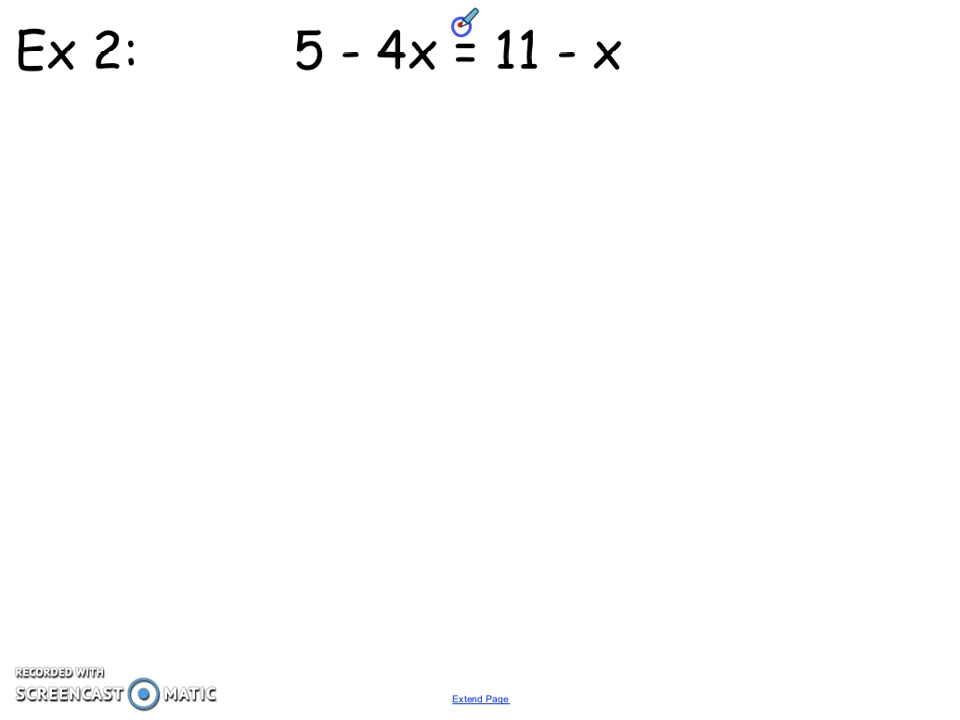 Ex 2: 5 - 4x = 11 - x
RECORDED WITH
SCREENCAST MATIC
Extend Page